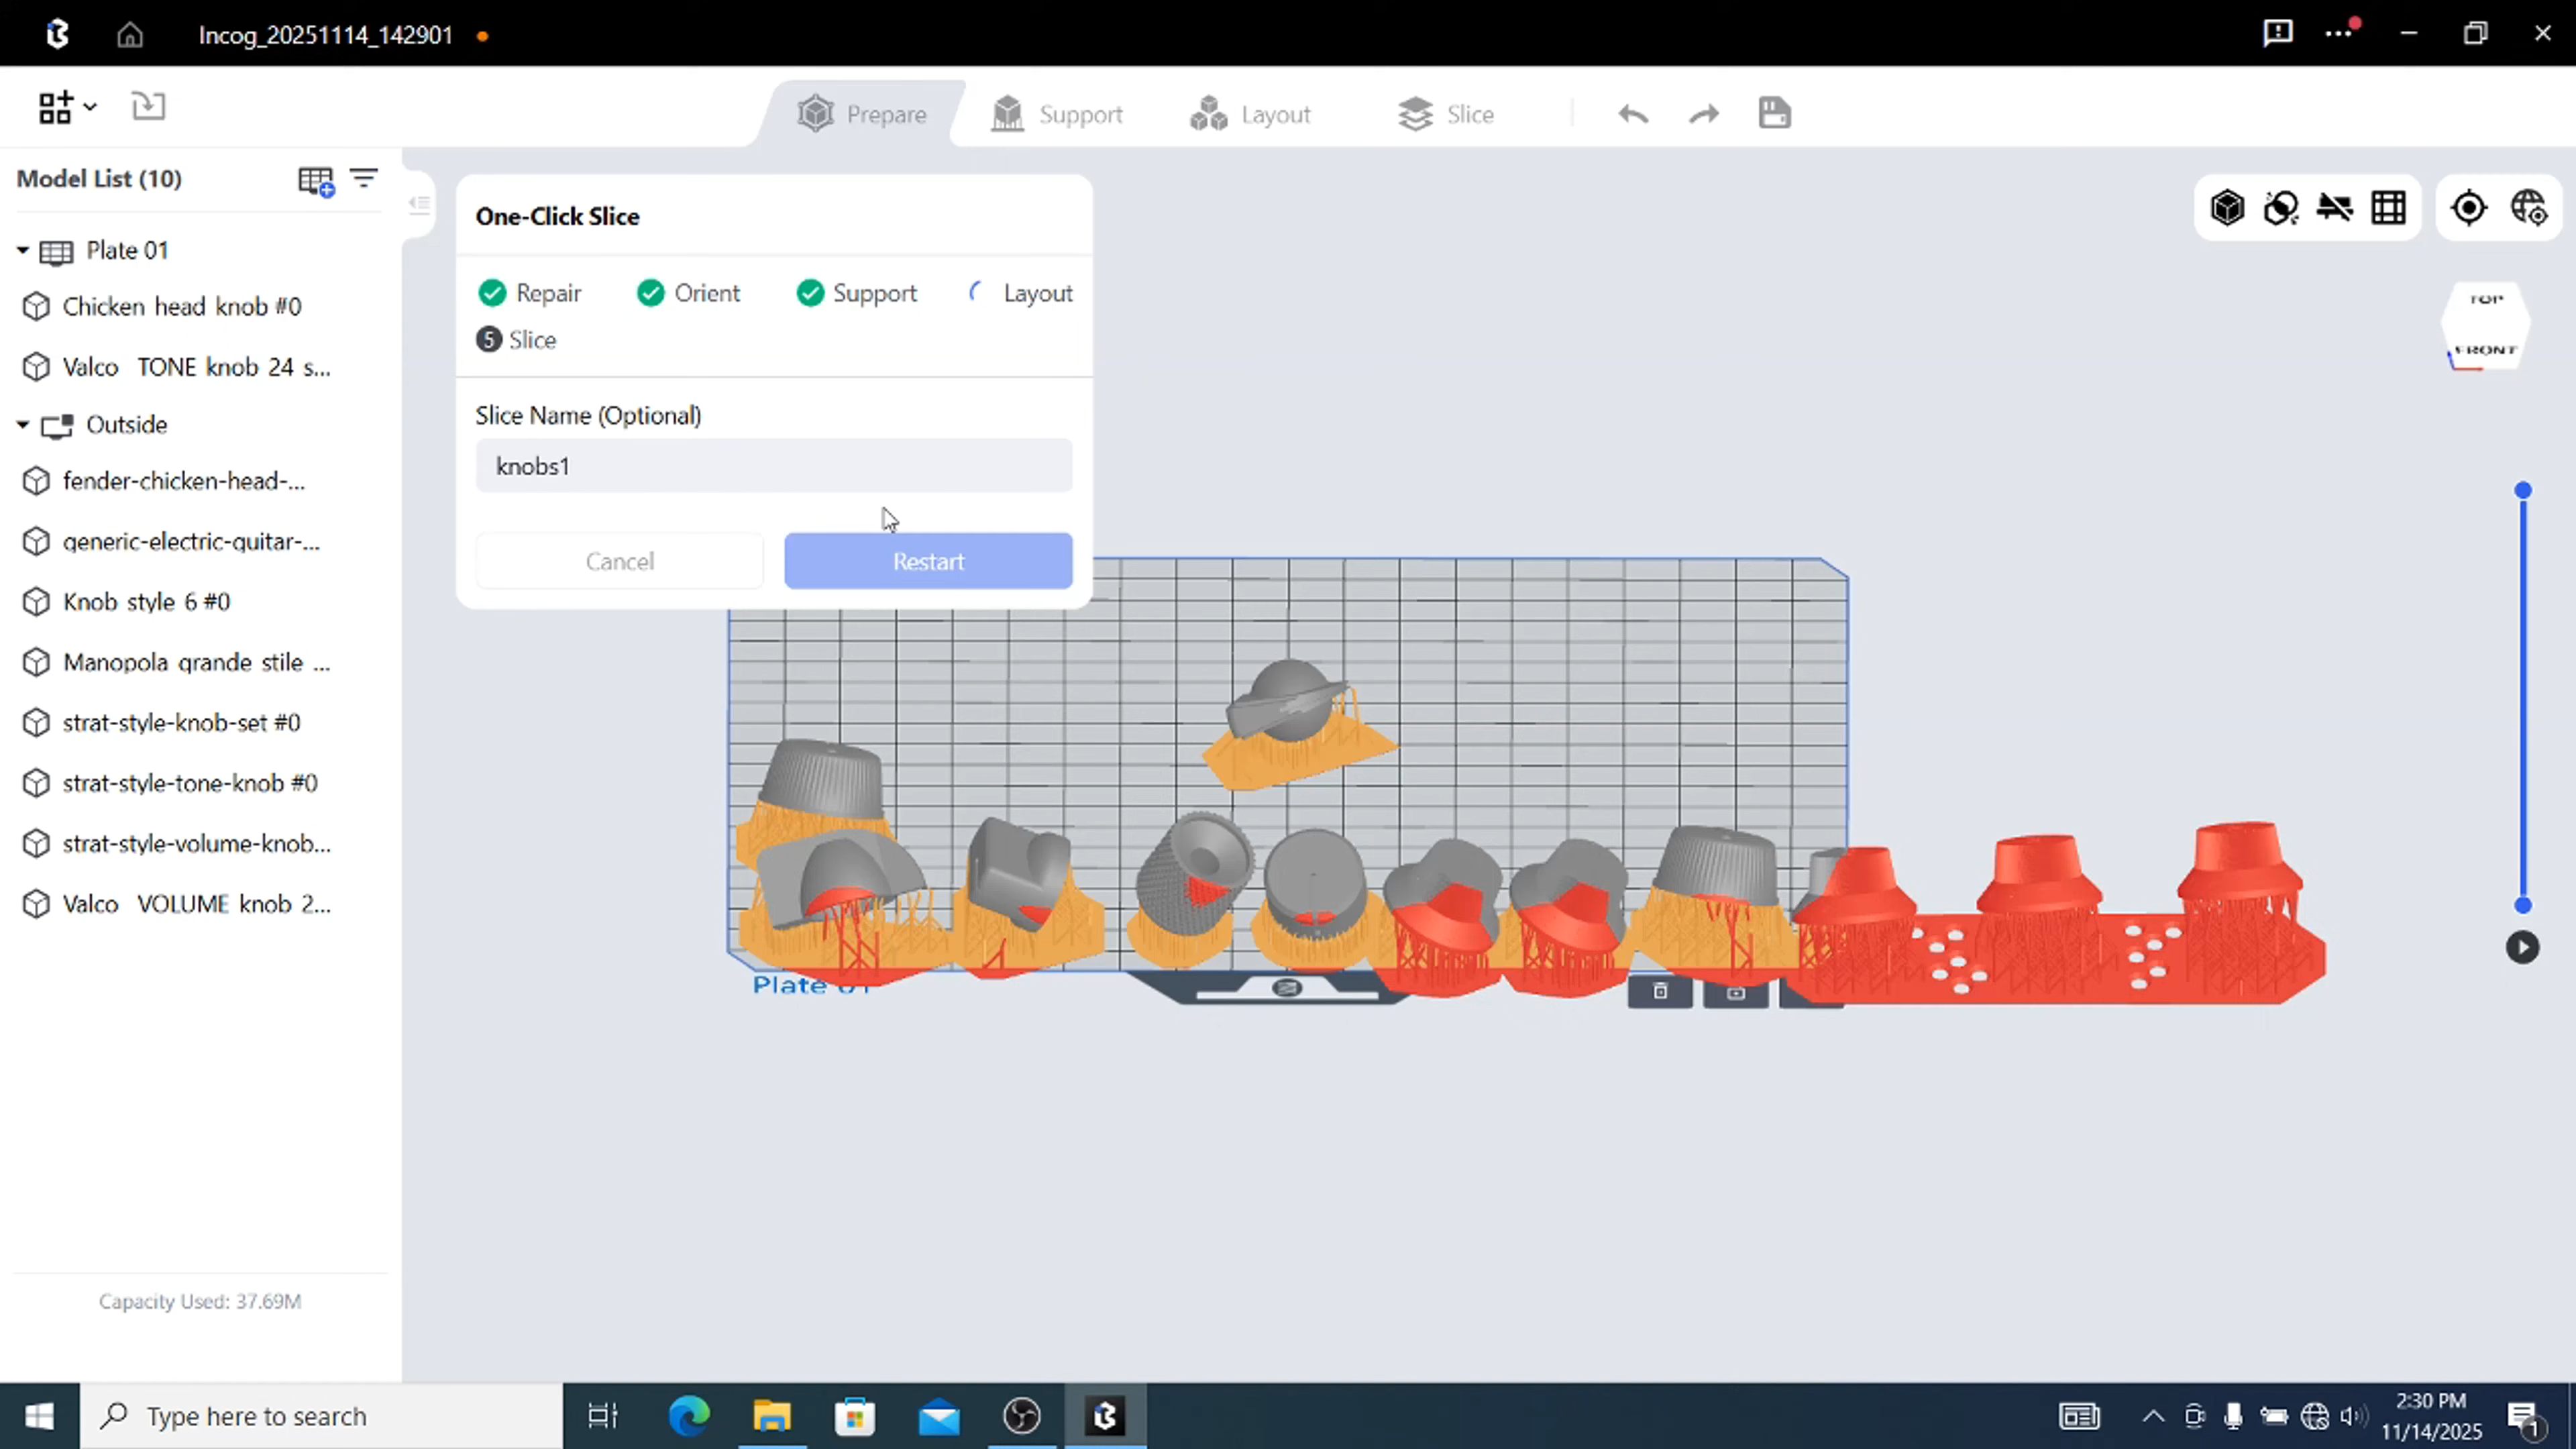 Incog_20251114_142901
Prepare
Support
Layout
Slice
Model List (10)
Plate 01
Chicken head knob #0
Valco TONE knob 24 s...
Outside
fender-chicken-head-...
generic-electric-guitar-...
Knob style 6 #0
Manopola grande stile ...
strat-style-knob-set #0
strat-style-tone-knob #0
strat-style-volume-knob...
Valco VOLUME knob 2...
Capacity Used: 37.69M
One-Click Slice
Repair
Orient
Support
Layout
5 Slice
Slice Name (Optional)
knobs1
Cancel
Restart
TOP
FRONT
Plate 01
Type here to search
2:30 PM
11/14/2025
1